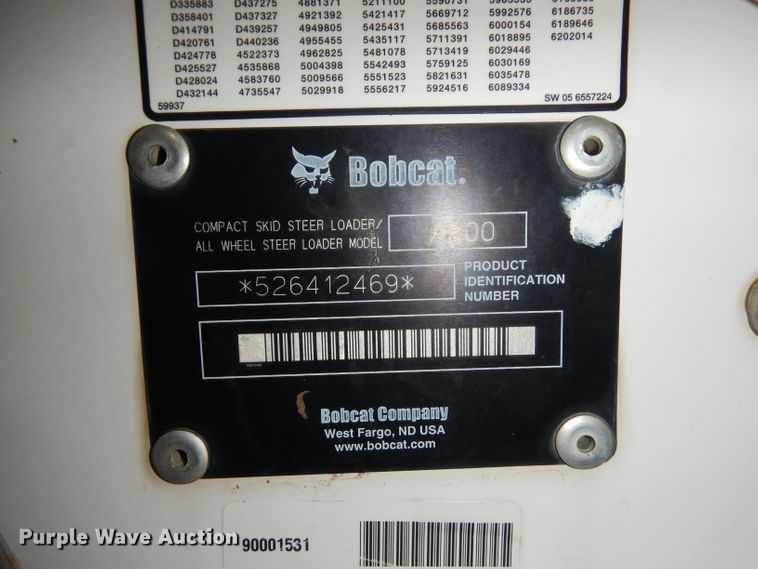 D335883 D437275 4881371 5211100 5590731
D358401 D437327 4921392 5421417 5669712 5992576 6186735
D414791 D439257 4949805 5425431 5685563 6000154 6189646
D420761 D440236 4955455 5435117 5711391 6018895 6202014
D424778 4522373 4962825 5481078 5713419 6029446
D425527 4535868 5004398 5542493 5759125 6030169
D428024 4583760 5009566 5551523 5821631 6035478
D432144 4735547 5029918 5556217 5924516 6089334
59937 SW 05 6557224
Bobcat®
COMPACT SKID STEER LOADER/
ALL WHEEL STEER LOADER MODEL A300
*526412469* PRODUCT
IDENTIFICATION
NUMBER
Bobcat Company
West Fargo, ND USA
www.bobcat.com
90001531
Purple Wave Auction